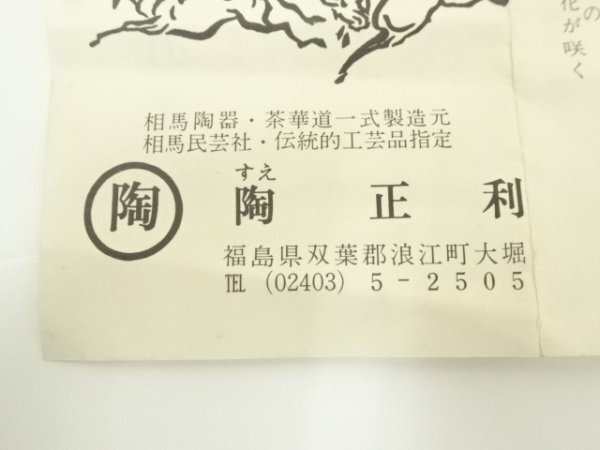 の
花が咲く
相馬陶器・茶華道一式製造元
相馬民芸社・伝統的工芸品指定
すえ
陶 陶 正 利
福島県双葉郡浪江町大堀
TEL (02403) 5-2505